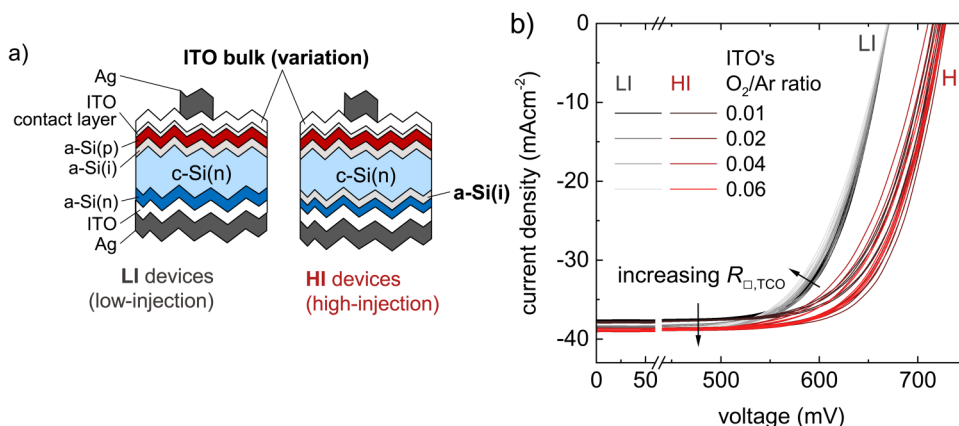 a)
ITO bulk (variation)
Ag
ITO
contact layer
a-Si(p)
a-Si(i)
c-Si(n)
c-Si(n)
a-Si(i)
a-Si(n)
ITO
Ag
LI devices
(low-injection)
HI devices
(high-injection)
b)
current density (mAcm-2)
0
-10
-20
-30
-40
LI
HI
ITO's
O2/Ar ratio
LI
H
0.01
0.02
0.04
0.06
increasing R□,TCO
0
50
500
600
700
voltage (mV)